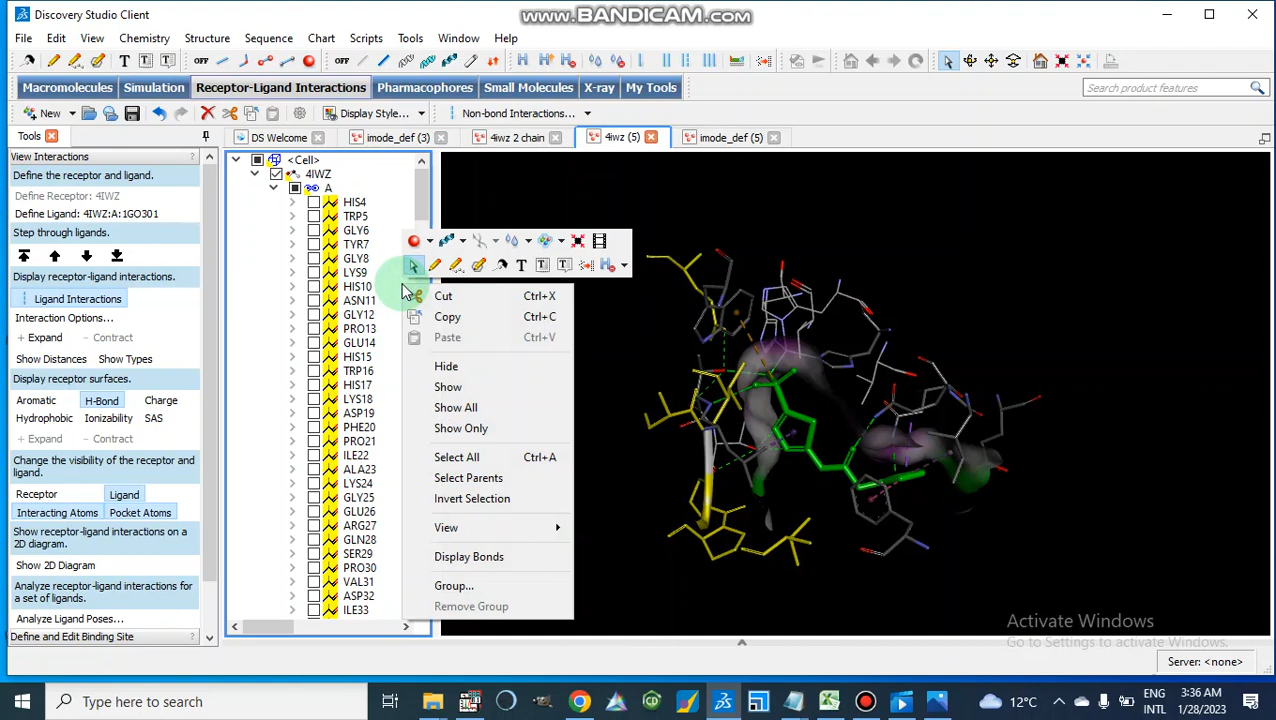 Discovery Studio Client
www.BANDICAM.com
File Edit View Chemistry Structure Sequence Chart Scripts Tools Window Help
OFF OFF
Macromolecules Simulation Receptor-Ligand Interactions Pharmacophores Small Molecules X-ray My Tools
Search product features
New Display Style... Non-bond Interactions...
Tools
DS Welcome imode_def (3) 4iwz 2 chain 4iwz (5) imode_def (5)
View Interactions ?
Define the receptor and ligand.
Define Receptor: 4IWZ
Define Ligand: 4IWZ:A:1GO301
Step through ligands.
Display receptor-ligand interactions.
Ligand Interactions
Interaction Options...
+ Expand - Contract
Show Distances Show Types
Display receptor surfaces.
Aromatic H-Bond Charge
Hydrophobic Ionizability SAS
+ Expand - Contract
Change the visibility of the receptor and ligand.
Receptor Ligand
Interacting Atoms Pocket Atoms
Show receptor-ligand interactions on a 2D diagram.
Show 2D Diagram
Analyze receptor-ligand interactions for a set of ligands.
Analyze Ligand Poses...
Define and Edit Binding Site ?
<Cell>
4IWZ
A
HIS4
TRP5
GLY6
TYR7
GLY8
LYS9
HIS10
ASN11
GLY12
PRO13
GLU14
HIS15
TRP16
HIS17
LYS18
ASP19
PHE20
PRO21
ILE22
ALA23
LYS24
GLY25
GLU26
ARG27
GLN28
SER29
PRO30
VAL31
ASP32
ILE33
Cut Ctrl+X
Copy Ctrl+C
Paste Ctrl+V
Hide
Show
Show All
Show Only
Select All Ctrl+A
Select Parents
Invert Selection
View
Display Bonds
Group...
Remove Group
Activate Windows
Go to Settings to activate Windows.
Server: <none>
Type here to search
12°C
ENG
INTL
3:36 AM
1/28/2023